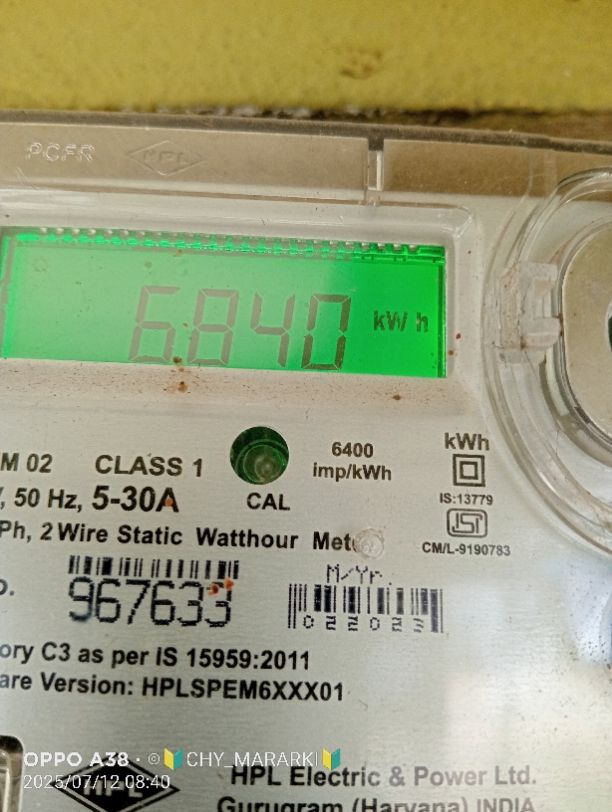 PCFR HPL
6840 kWh
M 02 CLASS 1
6400
imp/kWh
kWh
, 50 Hz, 5-30A
CAL
IS:13779
Ph, 2 Wire Static Watthour
CM/L-9190783
967633
M/Yr.
022023
ory C3 as per IS 15959:2011
are Version: HPLSPEM6XXX01
OPPO A38 · © CHY_MARARKI
2025/07/12 08:40
HPL
HPL Electric & Power Ltd.
Gurugram (Haryana) INDIA